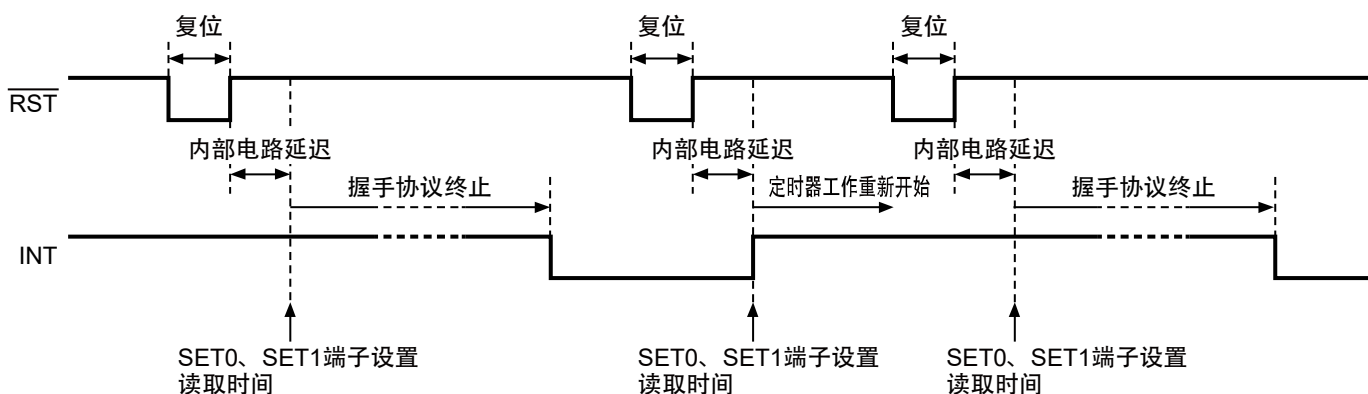 复位
复位
复位
RST
内部电路延迟
内部电路延迟
内部电路延迟
握手协议终止
定时器工作重新开始
握手协议终止
INT
SET0、SET1端子设置
读取时间
SET0、SET1端子设置
读取时间
SET0、SET1端子设置
读取时间